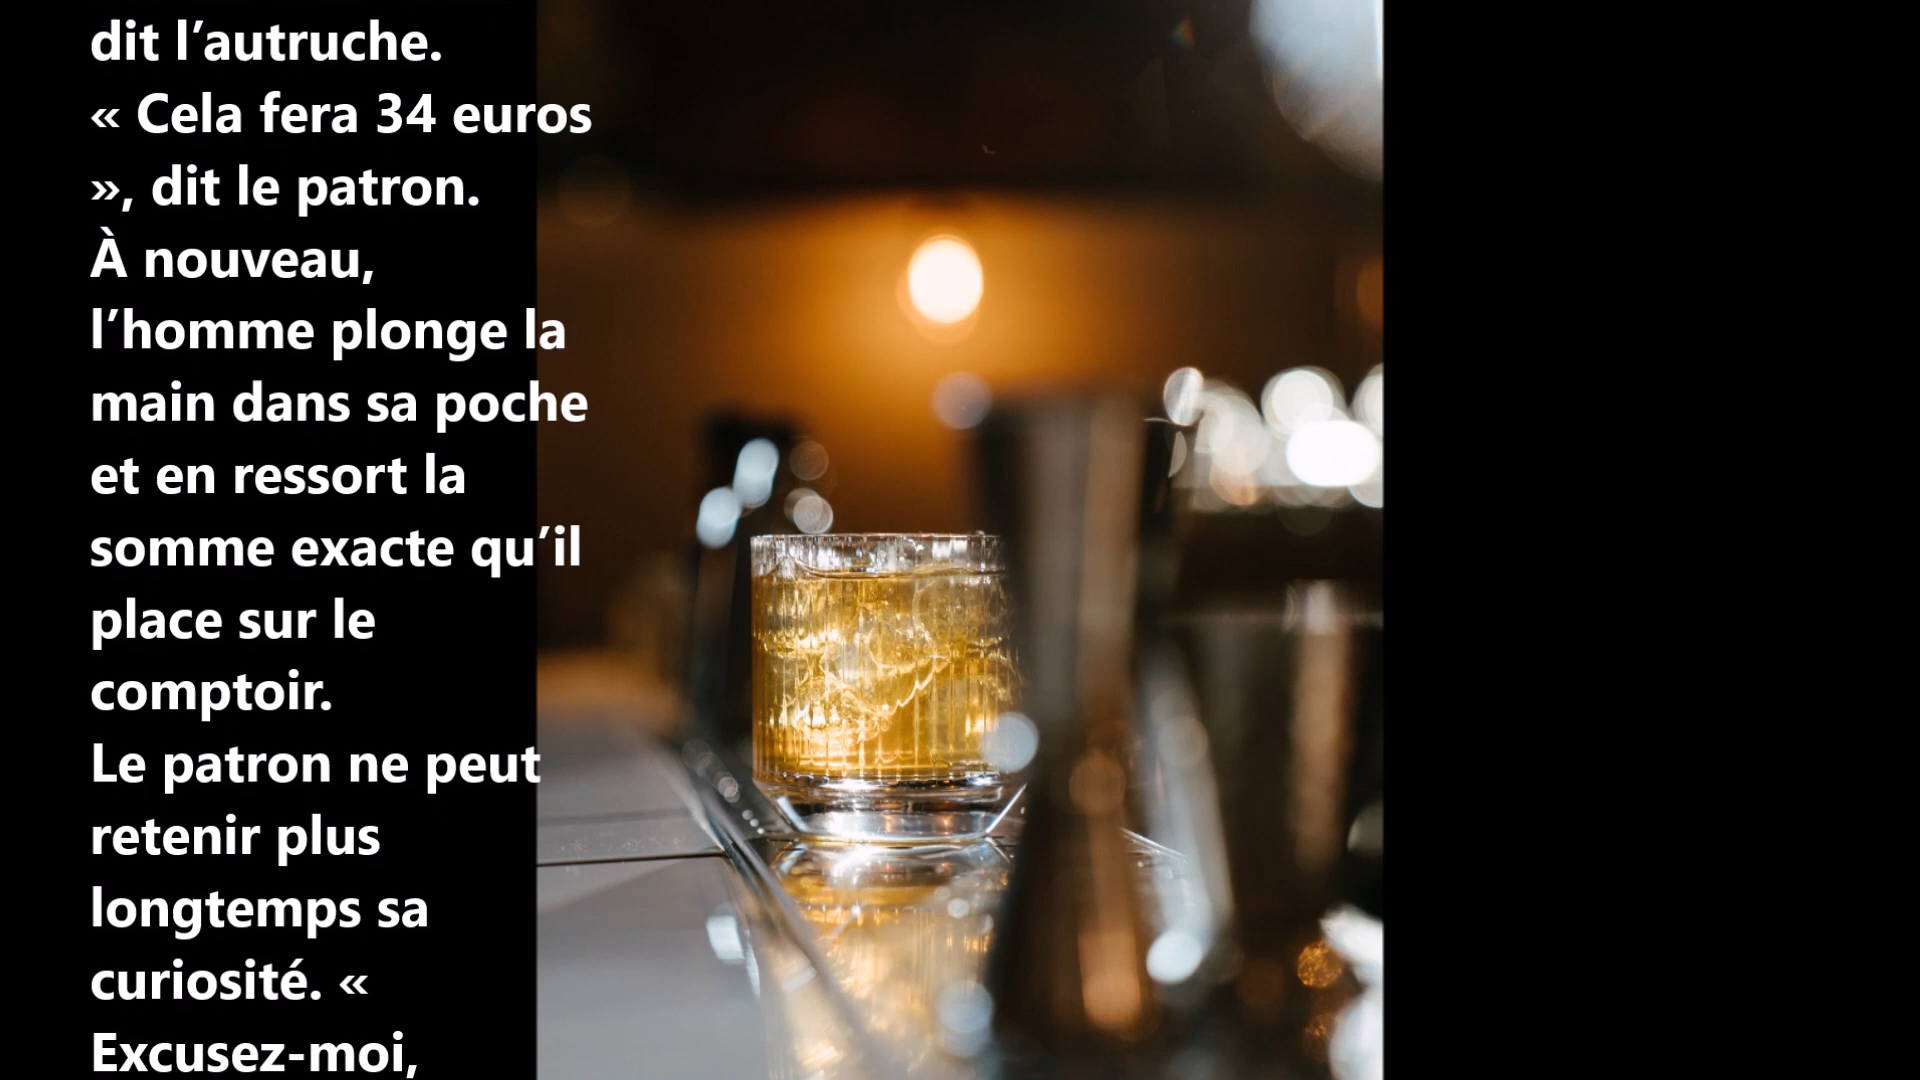 dit l’autruche.
« Cela fera 34 euros
», dit le patron.
À nouveau,
l’homme plonge la
main dans sa poche
et en ressort la
somme exacte qu’il
place sur le
comptoir.
Le patron ne peut
retenir plus
longtemps sa
curiosité. «
Excusez-moi,